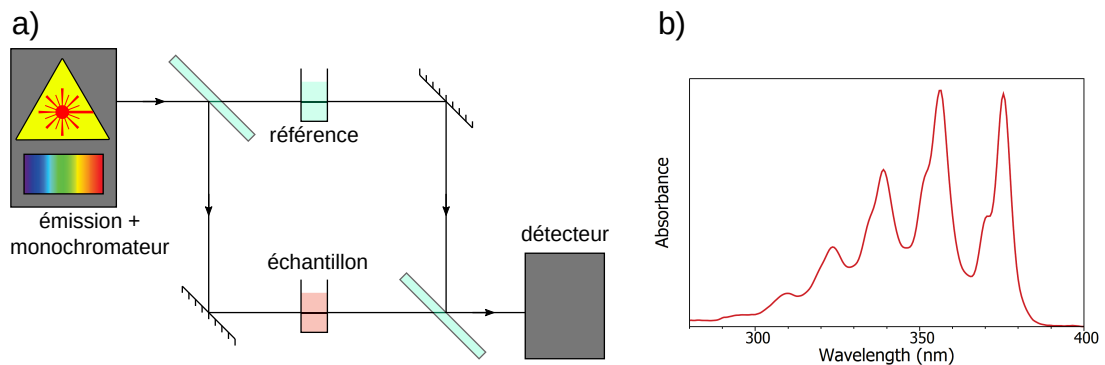 a)
émission +
monochromateur
référence
échantillon
détecteur
b)
Absorbance
300
350
400
Wavelength (nm)